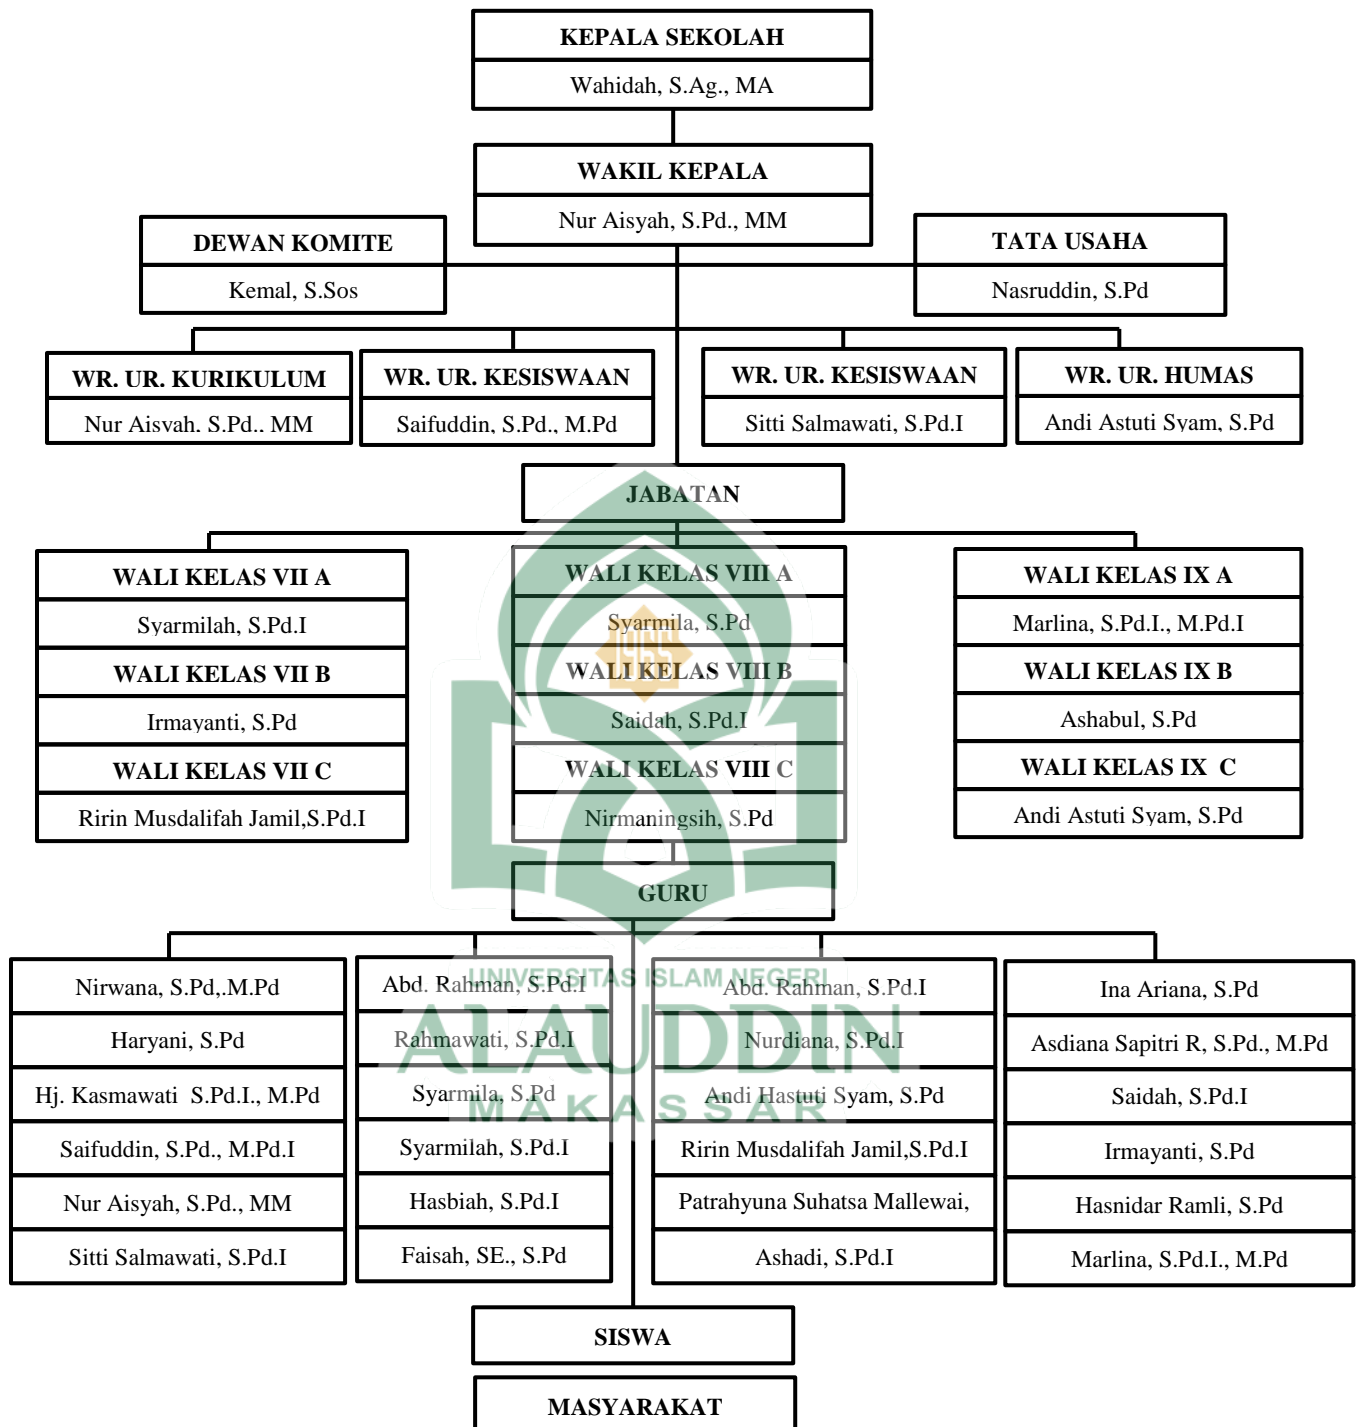 KEPALA SEKOLAH
Wahidah, S.Ag., MA
WAKIL KEPALA
Nur Aisyah, S.Pd., MM
DEWAN KOMITE
Kemal, S.Sos
TATA USAHA
Nasruddin, S.Pd
WR. UR. KURIKULUM
Nur Aisyah, S.Pd., MM
WR. UR. KESISWAAN
Saifuddin, S.Pd., M.Pd
WR. UR. KESISWAAN
Sitti Salmawati, S.Pd.I
WR. UR. HUMAS
Andi Astuti Syam, S.Pd
JABATAN
WALI KELAS VII A
Syarmilah, S.Pd.I
WALI KELAS VII B
Irmayanti, S.Pd
WALI KELAS VII C
Ririn Musdalifah Jamil,S.Pd.I
WALI KELAS VIII A
Syarmila, S.Pd
WALI KELAS VIII B
Saidah, S.Pd.I
WALI KELAS VIII C
Nirmaningsih, S.Pd
WALI KELAS IX A
Marlina, S.Pd.I., M.Pd.I
WALI KELAS IX B
Ashabul, S.Pd
WALI KELAS IX  C
Andi Astuti Syam, S.Pd
1965
GURU
Nirwana, S.Pd,.M.Pd
Haryani, S.Pd
Hj. Kasmawati  S.Pd.I., M.Pd
Saifuddin, S.Pd., M.Pd.I
Nur Aisyah, S.Pd., MM
Sitti Salmawati, S.Pd.I
Abd. Rahman, S.Pd.I
Rahmawati, S.Pd.I
Syarmila, S.Pd
Syarmilah, S.Pd.I
Hasbiah, S.Pd.I
Faisah, SE., S.Pd
Abd. Rahman, S.Pd.I
Nurdiana, S.Pd.I
Andi Hastuti Syam, S.Pd
Ririn Musdalifah Jamil,S.Pd.I
Patrahyuna Suhatsa Mallewai,
Ashadi, S.Pd.I
Ina Ariana, S.Pd
Asdiana Sapitri R, S.Pd., M.Pd
Saidah, S.Pd.I
Irmayanti, S.Pd
Hasnidar Ramli, S.Pd
Marlina, S.Pd.I., M.Pd
UNIVERSITAS ISLAM NEGERI
ALAUDDIN
MAKASSAR
SISWA
MASYARAKAT